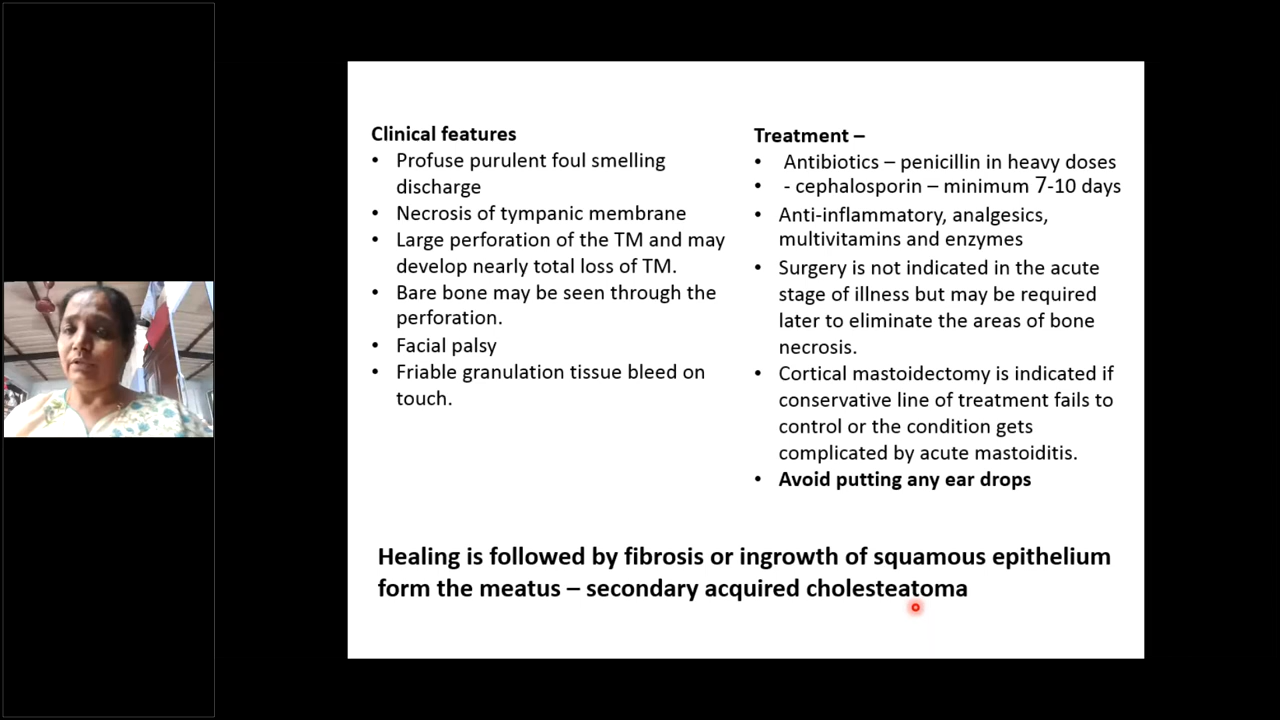 Clinical features
• Profuse purulent foul smelling
discharge
• Necrosis of tympanic membrane
• Large perforation of the TM and may
develop nearly total loss of TM.
• Bare bone may be seen through the
perforation.
• Facial palsy
• Friable granulation tissue bleed on
touch.
Treatment –
• Antibiotics – penicillin in heavy doses
• - cephalosporin – minimum 7-10 days
• Anti-inflammatory, analgesics,
multivitamins and enzymes
• Surgery is not indicated in the acute
stage of illness but may be required
later to eliminate the areas of bone
necrosis.
• Cortical mastoidectomy is indicated if
conservative line of treatment fails to
control or the condition gets
complicated by acute mastoiditis.
• Avoid putting any ear drops
Healing is followed by fibrosis or ingrowth of squamous epithelium
form the meatus – secondary acquired cholesteatoma